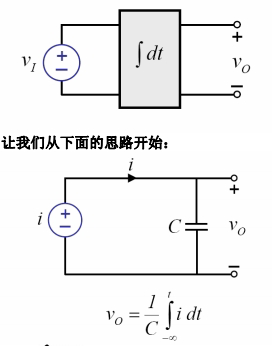 ∫ dt
+
v_I
+
−
v_O
−
让我们从下面的思路开始：
i
+
i
+
−
C
v_O
−
v_O = \frac{1}{C} \int_{-\infty}^{t} i dt